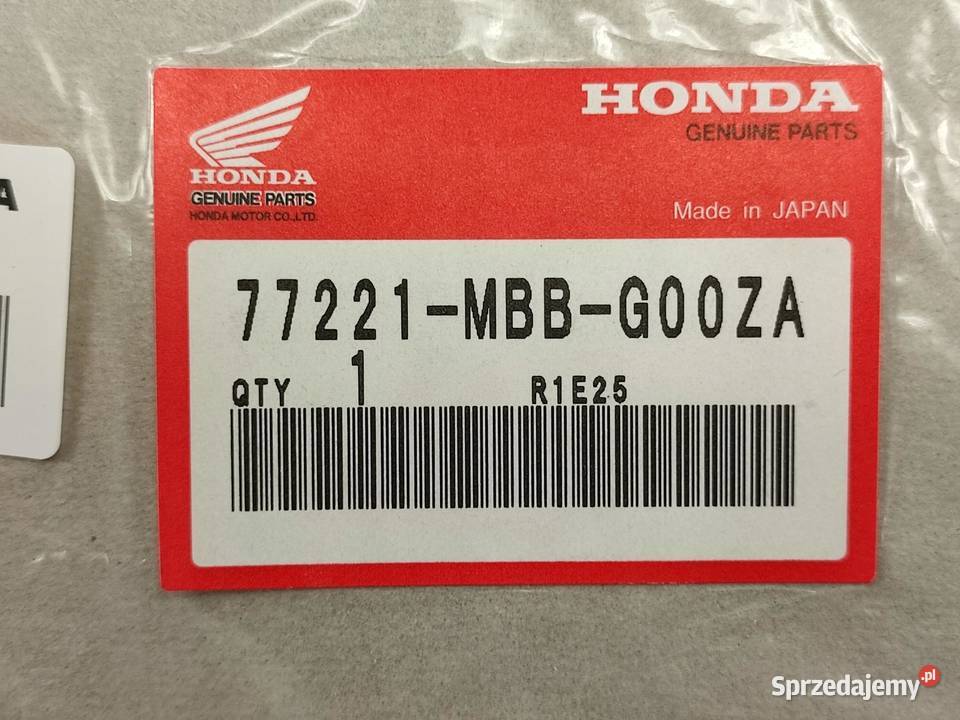 HONDA
GENUINE PARTS
HONDA MOTOR CO.,LTD.
HONDA
GENUINE PARTS
Made in JAPAN
77221-MBB-G00ZA
QTY 1 R1E25
A
Sprzedajemy.pl